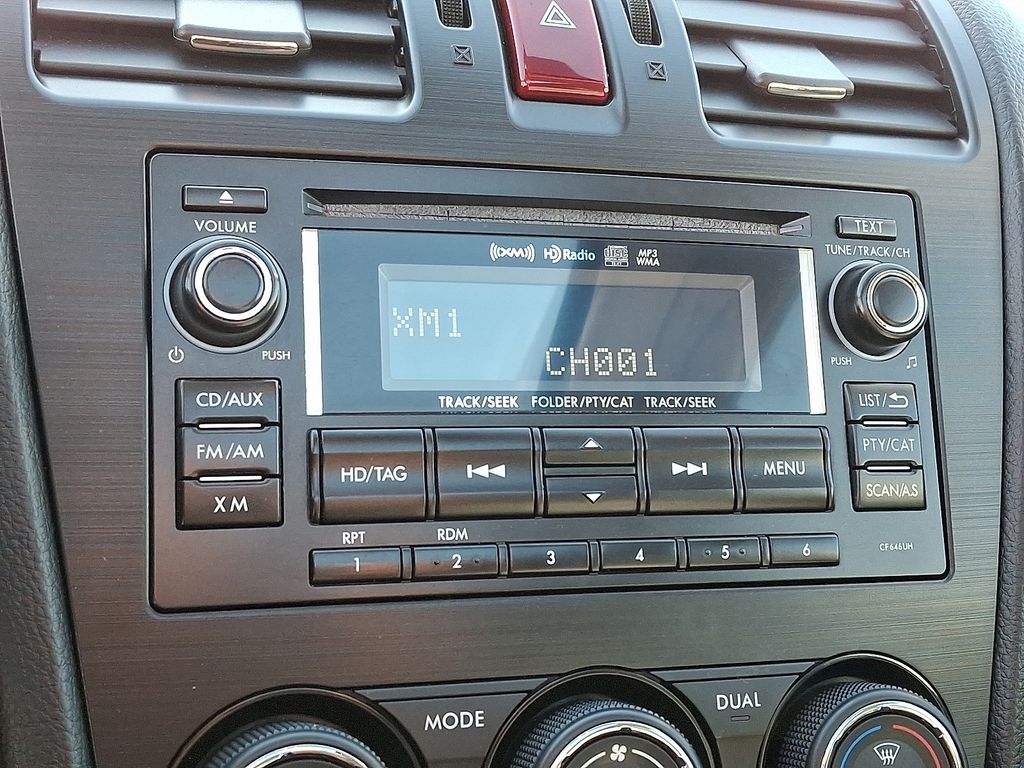 VOLUME
TEXT
TUNE/TRACK/CH
((XM)) HD Radio disc MP3
WMA
XM1
CH001
PUSH
PUSH
TRACK/SEEK FOLDER/PTY/CAT TRACK/SEEK
CD/AUX
FM/AM
XM
HD/TAG
MENU
LIST/
PTY/CAT
SCAN/A.S
RPT
RDM
1
2
3
4
5
6
CF646UH
MODE
DUAL